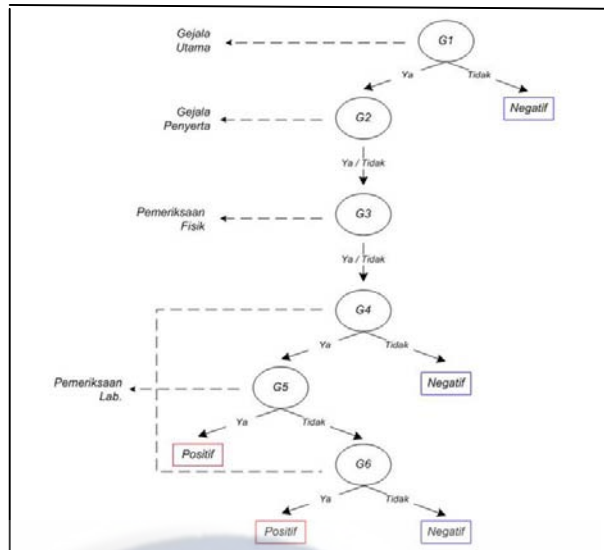 Gejala
Utama
G1
Ya
Tidak
Negatif
Gejala
Penyerta
G2
Ya / Tidak
Pemeriksaan
Fisik
G3
Ya / Tidak
G4
Ya
Tidak
Pemeriksaan
Lab.
G5
Negatif
Ya
Tidak
Positif
G6
Ya
Tidak
Positif
Negatif